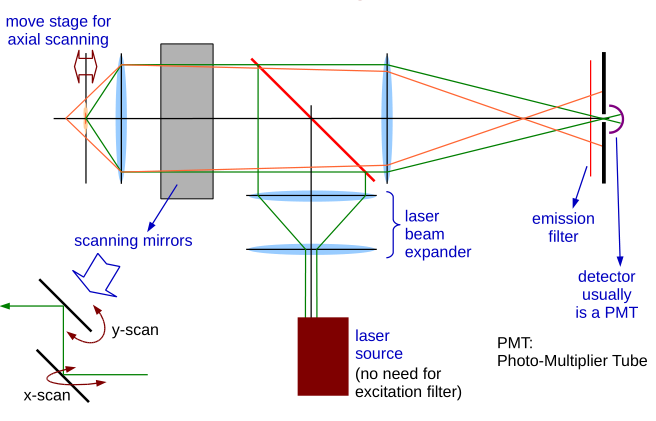 move stage for
axial scanning
scanning mirrors
y-scan
x-scan
laser
beam
expander
laser
source
(no need for
excitation filter)
emission
filter
detector
usually
is a PMT
PMT:
Photo-Multiplier Tube